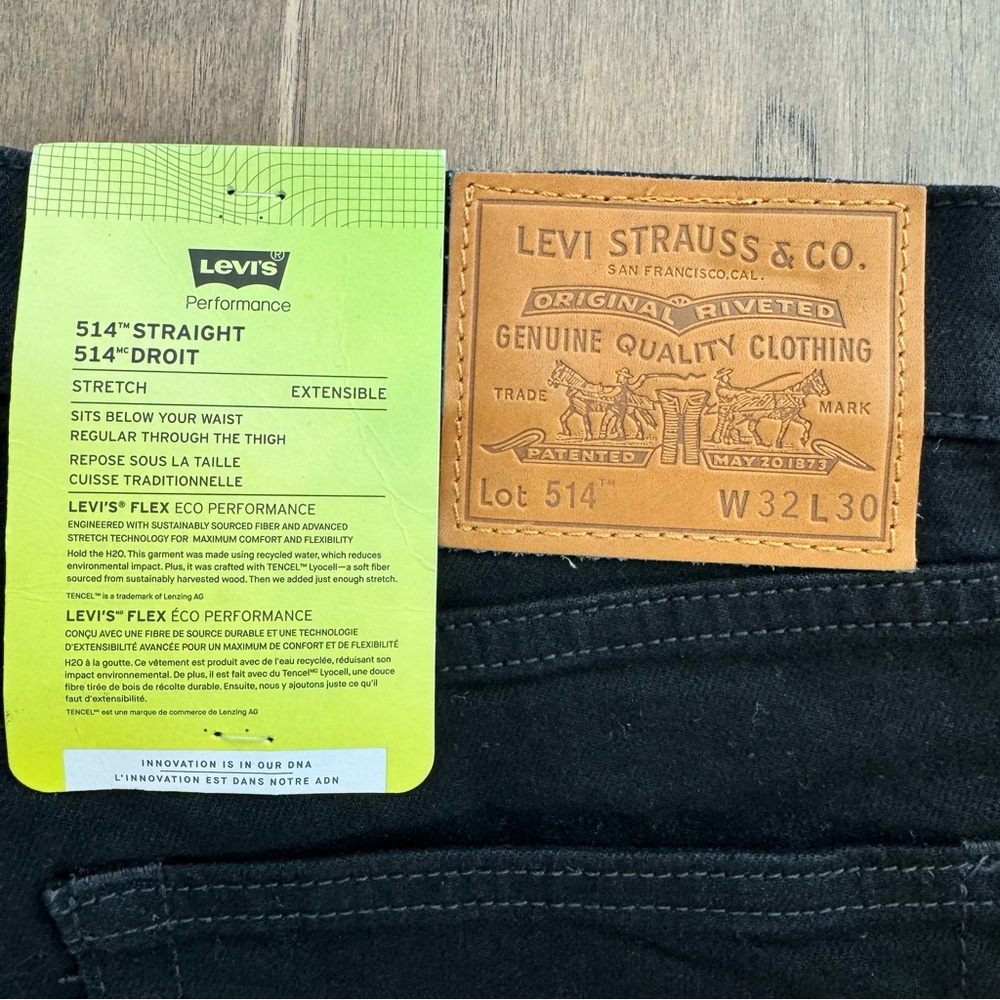 LEVI'S®
Performance
514™ STRAIGHT
514ᴹᶜ DROIT
STRETCH EXTENSIBLE
SITS BELOW YOUR WAIST
REGULAR THROUGH THE THIGH
REPOSE SOUS LA TAILLE
CUISSE TRADITIONNELLE
LEVI'S® FLEX ECO PERFORMANCE
ENGINEERED WITH SUSTAINABLY SOURCED FIBER AND ADVANCED
STRETCH TECHNOLOGY FOR MAXIMUM COMFORT AND FLEXIBILITY
Hold the H2O. This garment was made using recycled water, which reduces
environmental impact. Plus, it was crafted with TENCEL™ Lyocell—a soft fiber
sourced from sustainably harvested wood. Then we added just enough stretch.
TENCEL™ is a trademark of Lenzing AG
LEVI'Sᴹᴰ FLEX ÉCO PERFORMANCE
CONÇU AVEC UNE FIBRE DE SOURCE DURABLE ET UNE TECHNOLOGIE
D'EXTENSIBILITÉ AVANCÉE POUR UN MAXIMUM DE CONFORT ET DE FLEXIBILITÉ
H2O à la goutte. Ce vêtement est produit avec de l'eau recyclée, réduisant son
impact environnemental. De plus, il est fait avec du Tencelᴹᶜ Lyocell, une douce
fibre tirée de bois de récolte durable. Ensuite, nous y ajoutons juste ce qu'il
faut d'extensibilité.
TENCELᴹᶜ est une marque de commerce de Lenzing AG
INNOVATION IS IN OUR DNA
L'INNOVATION EST DANS NOTRE ADN
LEVI STRAUSS & CO.
SAN FRANCISCO, CAL.
ORIGINAL RIVETED
GENUINE QUALITY CLOTHING
TRADE MARK
PATENTED MAY 20 1873
Lot 514™ W 32 L 30